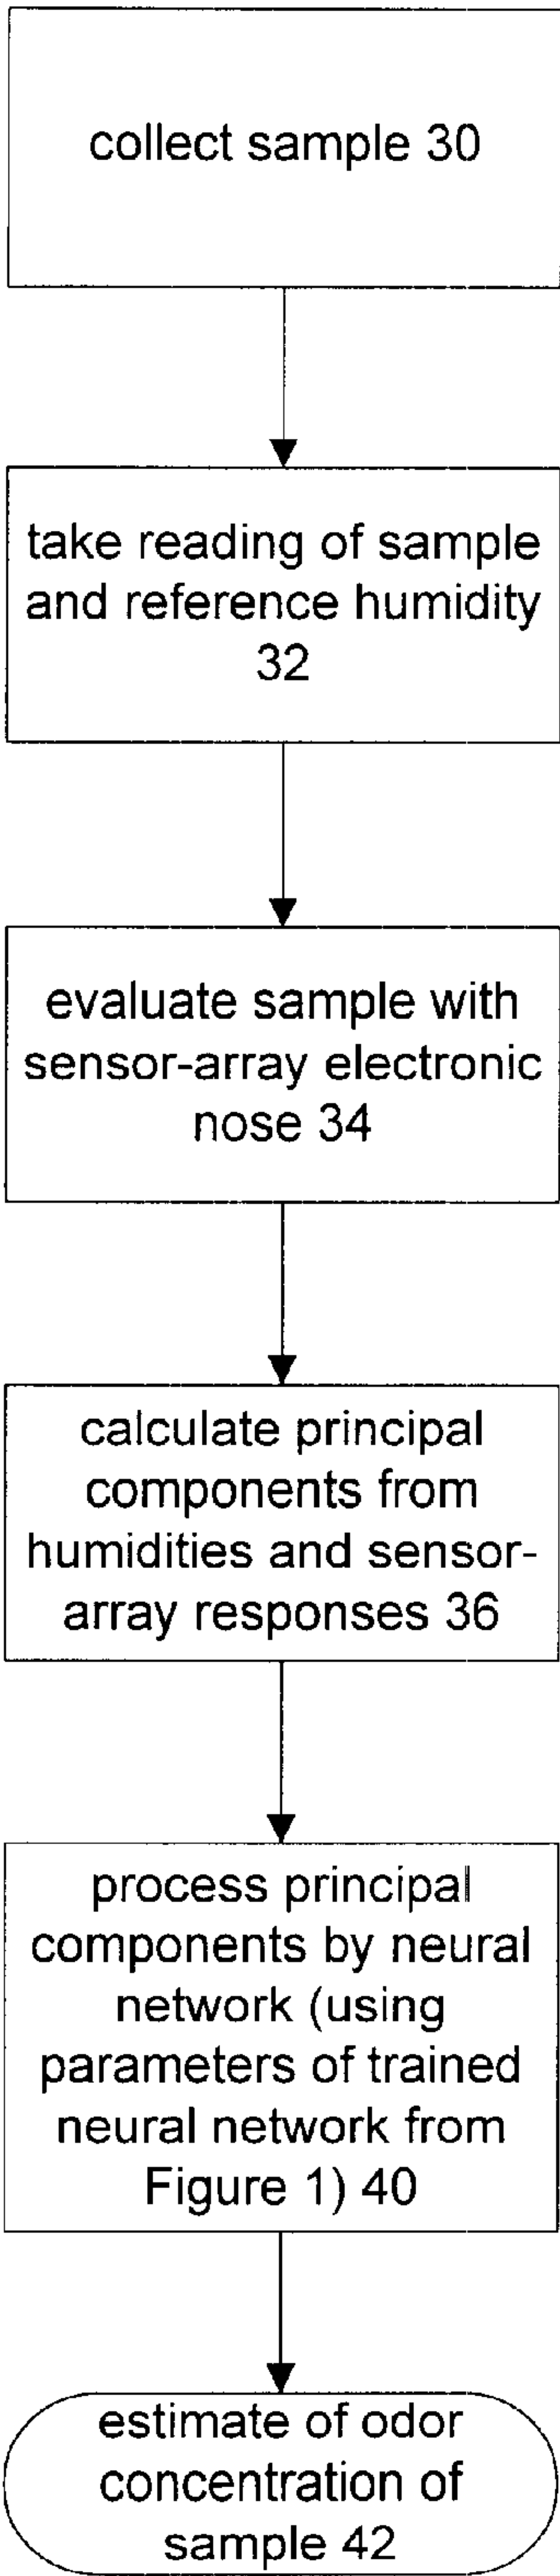 collect sample 30
take reading of sample
and reference humidity
32
evaluate sample with
sensor-array electronic
nose 34
calculate principal
components from
humidities and sensor-
array responses 36
process principal
components by neural
network (using
parameters of trained
neural network from
Figure 1) 40
estimate of odor
concentration of
sample 42